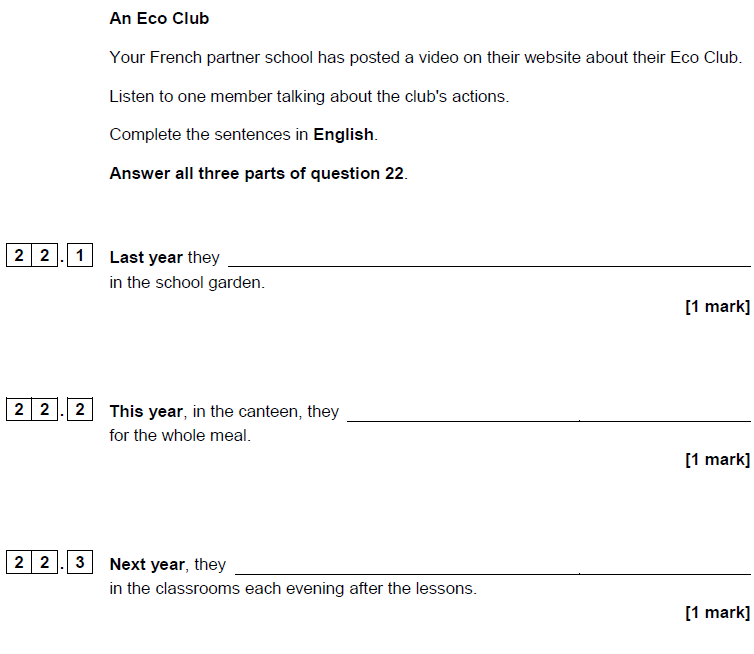 An Eco Club
Your French partner school has posted a video on their website about their Eco Club.
Listen to one member talking about the club's actions.
Complete the sentences in English.
Answer all three parts of question 22.
2 2 . 1 Last year they
in the school garden.
[1 mark]
2 2 . 2 This year, in the canteen, they
for the whole meal.
[1 mark]
2 2 . 3 Next year, they
in the classrooms each evening after the lessons.
[1 mark]